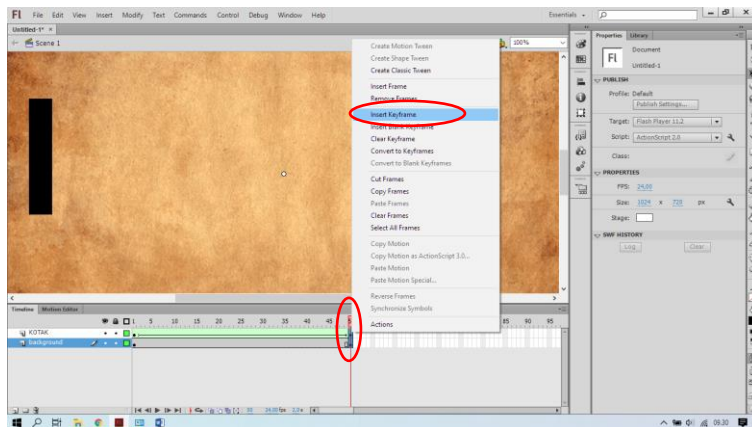 Fl File Edit View Insert Modify Text Commands Control Debug Window Help Essentials
Untitled-1* ×
Scene 1
100%
Create Motion Tween
Create Shape Tween
Create Classic Tween
Insert Frame
Remove Frames
Insert Keyframe
Insert Blank Keyframe
Clear Keyframe
Convert to Keyframes
Convert to Blank Keyframes
Cut Frames
Copy Frames
Paste Frames
Clear Frames
Select All Frames
Copy Motion
Copy Motion as ActionScript 3.0...
Paste Motion
Paste Motion Special...
Reverse Frames
Synchronize Symbols
Actions
Properties Library
Fl
Document
Untitled-1
PUBLISH
Profile: Default
Publish Settings...
Target: Flash Player 11.2
Script: ActionScript 2.0
Class:
PROPERTIES
FPS: 24,00
Size: 1024 x 720 px
Stage:
SWF HISTORY
Log Clear
Timeline Motion Editor
1 5 10 15 20 25 30 35 40 45 85 90 95
KOTAK
background
24,00 fps
09.30